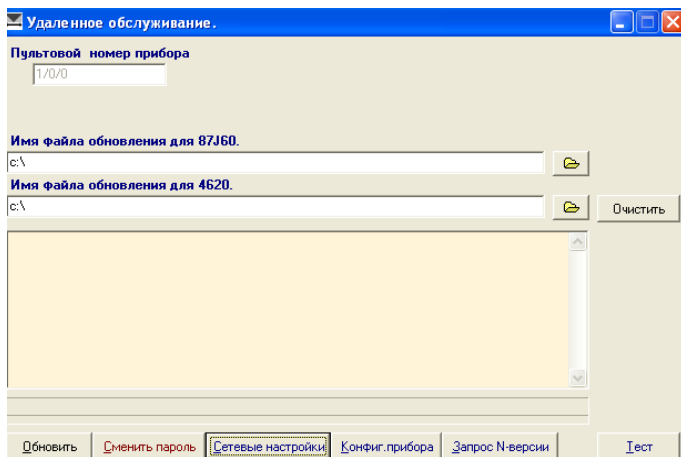 Удаленное обслуживание.
Пультовой номер прибора
1/0/0
Имя файла обновления для 87J60.
c:\
Имя файла обновления для 4620.
c:\
Очистить
Обновить Сменить пароль Сетевые настройки Конфиг.прибора Запрос N-версии Тест